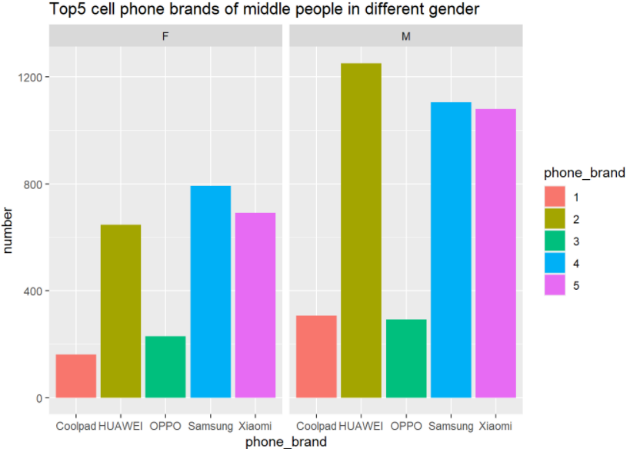 Top5 cell phone brands of middle people in different gender
F
M
1200
800
400
0
number
Coolpad HUAWEI OPPO Samsung Xiaomi
Coolpad HUAWEI OPPO Samsung Xiaomi
phone_brand
phone_brand
1
2
3
4
5